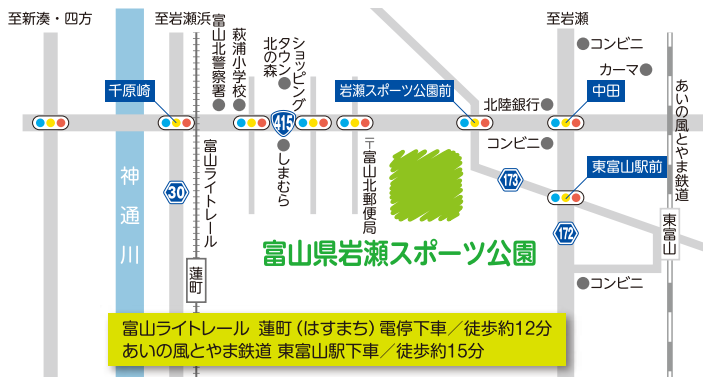 至新湊・四方
至岩瀬浜
至岩瀬
富山北警察署
萩浦小学校
ショッピング
タウン
北の森
コンビニ
カーマ
千原崎
岩瀬スポーツ公園前
北陸銀行
中田
あいの風とやま鉄道
415
しまむら
〒富山北郵便局
コンビニ
東富山駅前
神通川
30
富山ライトレール
173
172
東富山
富山県岩瀬スポーツ公園
蓮町
コンビニ
富山ライトレール 蓮町（はすまち）電停下車／徒歩約12分
あいの風とやま鉄道 東富山駅下車／徒歩約15分